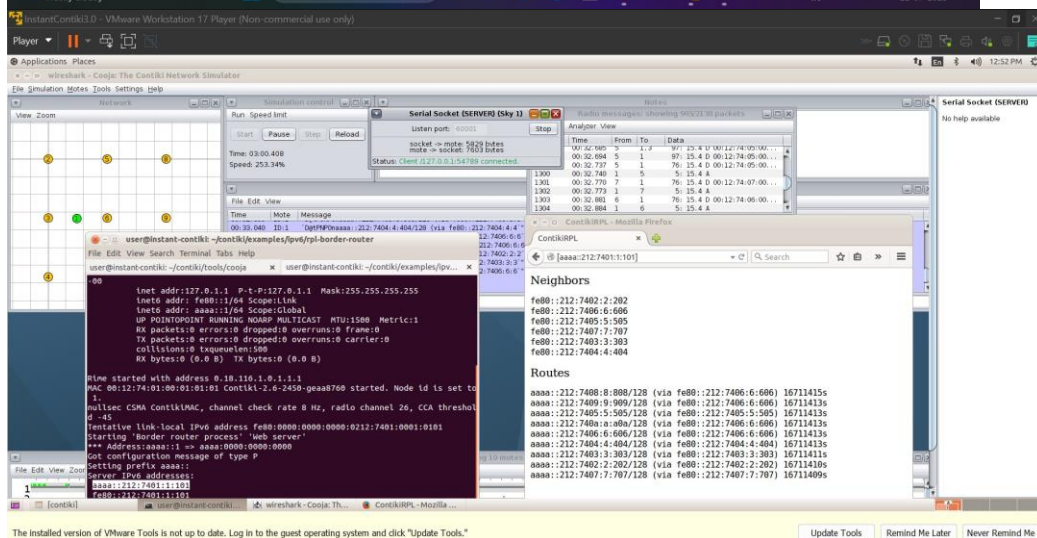 InstantContiki3.0 - VMware Workstation 17 Player (Non-commercial use only)
Player
Applications Places
En
12:52 PM
wireshark - Cooja: The Contiki Network Simulator
File Simulation Motes Tools Settings Help
Network
View Zoom
2
5
8
3
1
6
9
4
Simulation control
Run Speed limit
Start Pause Step Reload
Time: 03:00.408
Speed: 253.34%
Serial Socket (SERVER) (Sky 1)
Listen port: 60001 Stop
socket -> mote: 5829 bytes
mote -> socket: 7603 bytes
Status: Client /127.0.0.1:54789 connected.
Notes
Analyzer View
Time From To Data
00:32.694 5 1 76: 15.4 D 00:12:74:05:00...
00:32.737 5 1 76: 15.4 D 00:12:74:05:00...
1300 00:32.740 1 5 5: 15.4 A
1301 00:32.770 7 1 76: 15.4 D 00:12:74:07:00...
1302 00:32.773 1 7 5: 15.4 A
1303 00:32.881 6 1 76: 15.4 D 00:12:74:06:00...
1304 00:32.884 1 6 5: 15.4 A
Serial Socket (SERVER)
No help available
File Edit View
Time Mote Message
00:33.040 ID:1
user@instant-contiki: ~/contiki/examples/ipv6/rpl-border-router
File Edit View Search Terminal Tabs Help
user@instant-contiki: ~/contiki/tools/cooja
user@instant-contiki: ~/contiki/examples/ipv...
-00
inet addr:127.0.1.1 P-t-P:127.0.1.1 Mask:255.255.255.255
inet6 addr: fe80::1/64 Scope:Link
inet6 addr: aaaa::1/64 Scope:Global
UP POINTOPOINT RUNNING NOARP MULTICAST MTU:1500 Metric:1
RX packets:0 errors:0 dropped:0 overruns:0 frame:0
TX packets:0 errors:0 dropped:0 overruns:0 carrier:0
collisions:0 txqueuelen:500
RX bytes:0 (0.0 B) TX bytes:0 (0.0 B)
Rime started with address 0.18.116.1.0.1.1.1
MAC 00:12:74:01:00:01:01:01 Contiki-2.6-2450-geaa8760 started. Node id is set to
1.
nullsec CSMA ContikiMAC, channel check rate 8 Hz, radio channel 26, CCA threshol
d -45
Tentative link-local IPv6 address fe80:0000:0000:0000:0212:7401:0001:0101
Starting 'Border router process' 'Web server'
*** Address:aaaa::1 => aaaa:0000:0000:0000
Got configuration message of type P
Setting prefix aaaa::
Server IPv6 addresses:
aaaa::212:7401:1:101
fe80::212:7401:1:101
ContikiRPL - Mozilla Firefox
ContikiRPL
[aaaa::212:7401:1:101]
Search
Neighbors
fe80::212:7402:2:202
fe80::212:7406:6:606
fe80::212:7405:5:505
fe80::212:7407:7:707
fe80::212:7403:3:303
fe80::212:7404:4:404
Routes
aaaa::212:7408:8:808/128 (via fe80::212:7406:6:606) 16711415s
aaaa::212:7409:9:909/128 (via fe80::212:7406:6:606) 16711413s
aaaa::212:7405:5:505/128 (via fe80::212:7405:5:505) 16711413s
aaaa::212:740a:a:a0a/128 (via fe80::212:7406:6:606) 16711413s
aaaa::212:7406:6:606/128 (via fe80::212:7406:6:606) 16711413s
aaaa::212:7404:4:404/128 (via fe80::212:7404:4:404) 16711413s
aaaa::212:7403:3:303/128 (via fe80::212:7403:3:303) 16711411s
aaaa::212:7402:2:202/128 (via fe80::212:7402:2:202) 16711410s
aaaa::212:7407:7:707/128 (via fe80::212:7407:7:707) 16711409s
File Edit View Zoom
1
[contiki]
user@instant-contiki...
wireshark - Cooja: Th...
ContikiRPL - Mozilla ...
The installed version of VMware Tools is not up to date. Log in to the guest operating system and click "Update Tools."
Update Tools
Remind Me Later
Never Remind Me